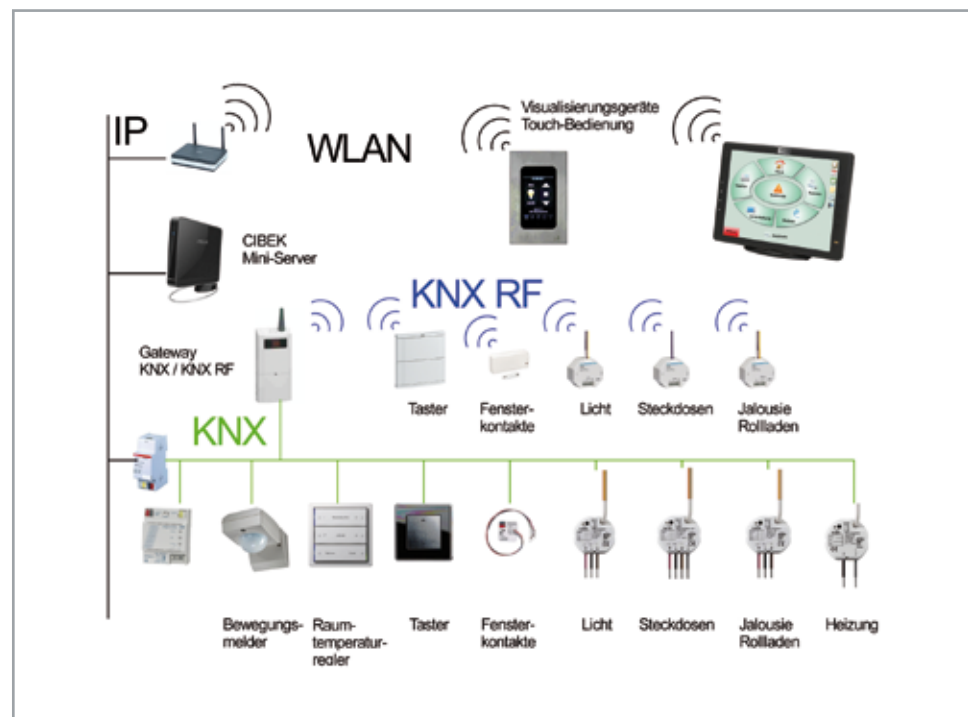 IP
WLAN
Visualisierungsgeräte
Touch-Bedienung
CIBEK
Mini-Server
KNX RF
Gateway
KNX / KNX RF
Taster
Fenster-
kontakte
Licht
Steckdosen
Jalousie
Rollladen
KNX
Bewegungs-
melder
Raum-
temperatur-
regler
Taster
Fenster-
kontakte
Licht
Steckdosen
Jalousie
Rollladen
Heizung